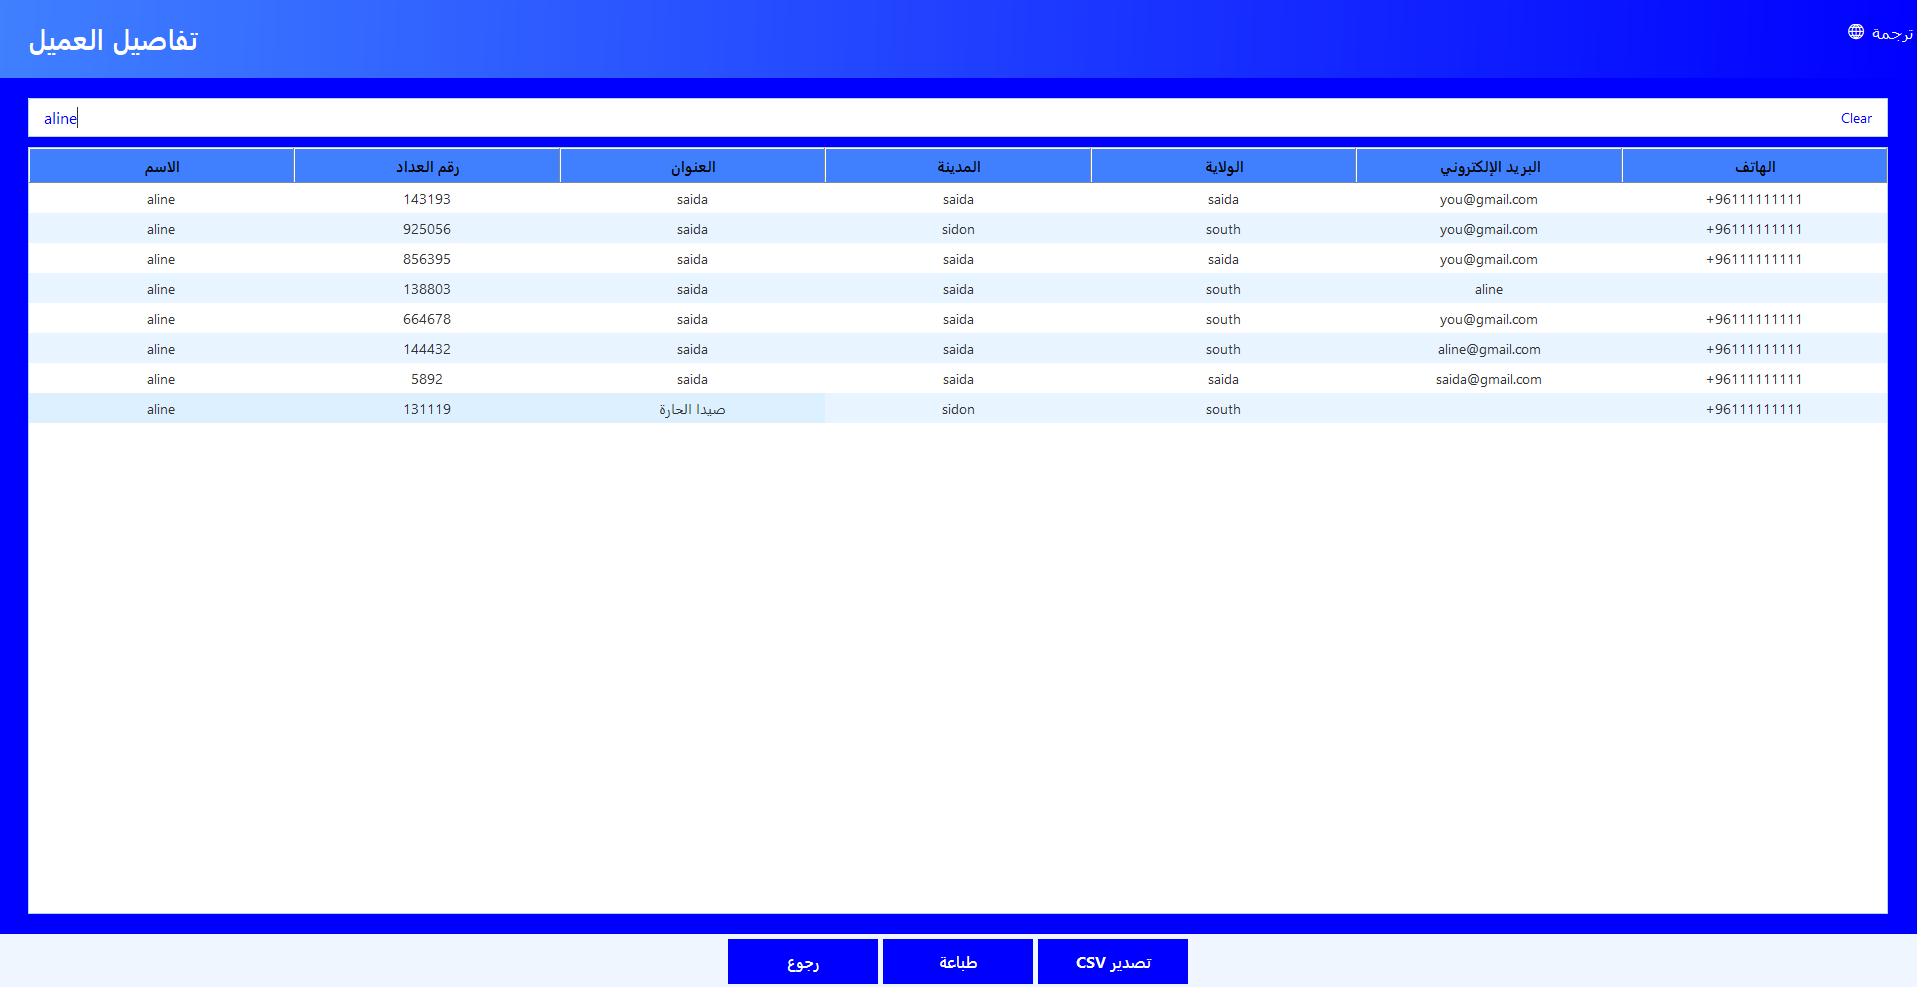 تفاصيل العميل
ترجمة
aline Clear
الاسم رقم العداد العنوان المدينة الولاية البريد الإلكتروني الهاتف
aline 143193 saida saida saida you@gmail.com +96111111111
aline 925056 saida sidon south you@gmail.com +96111111111
aline 856395 saida saida saida you@gmail.com +96111111111
aline 138803 saida saida south aline
aline 664678 saida saida south you@gmail.com +96111111111
aline 144432 saida saida south aline@gmail.com +96111111111
aline 5892 saida saida saida saida@gmail.com +96111111111
aline 131119 صيدا الحارة sidon south +96111111111
رجوع طباعة تصدير CSV